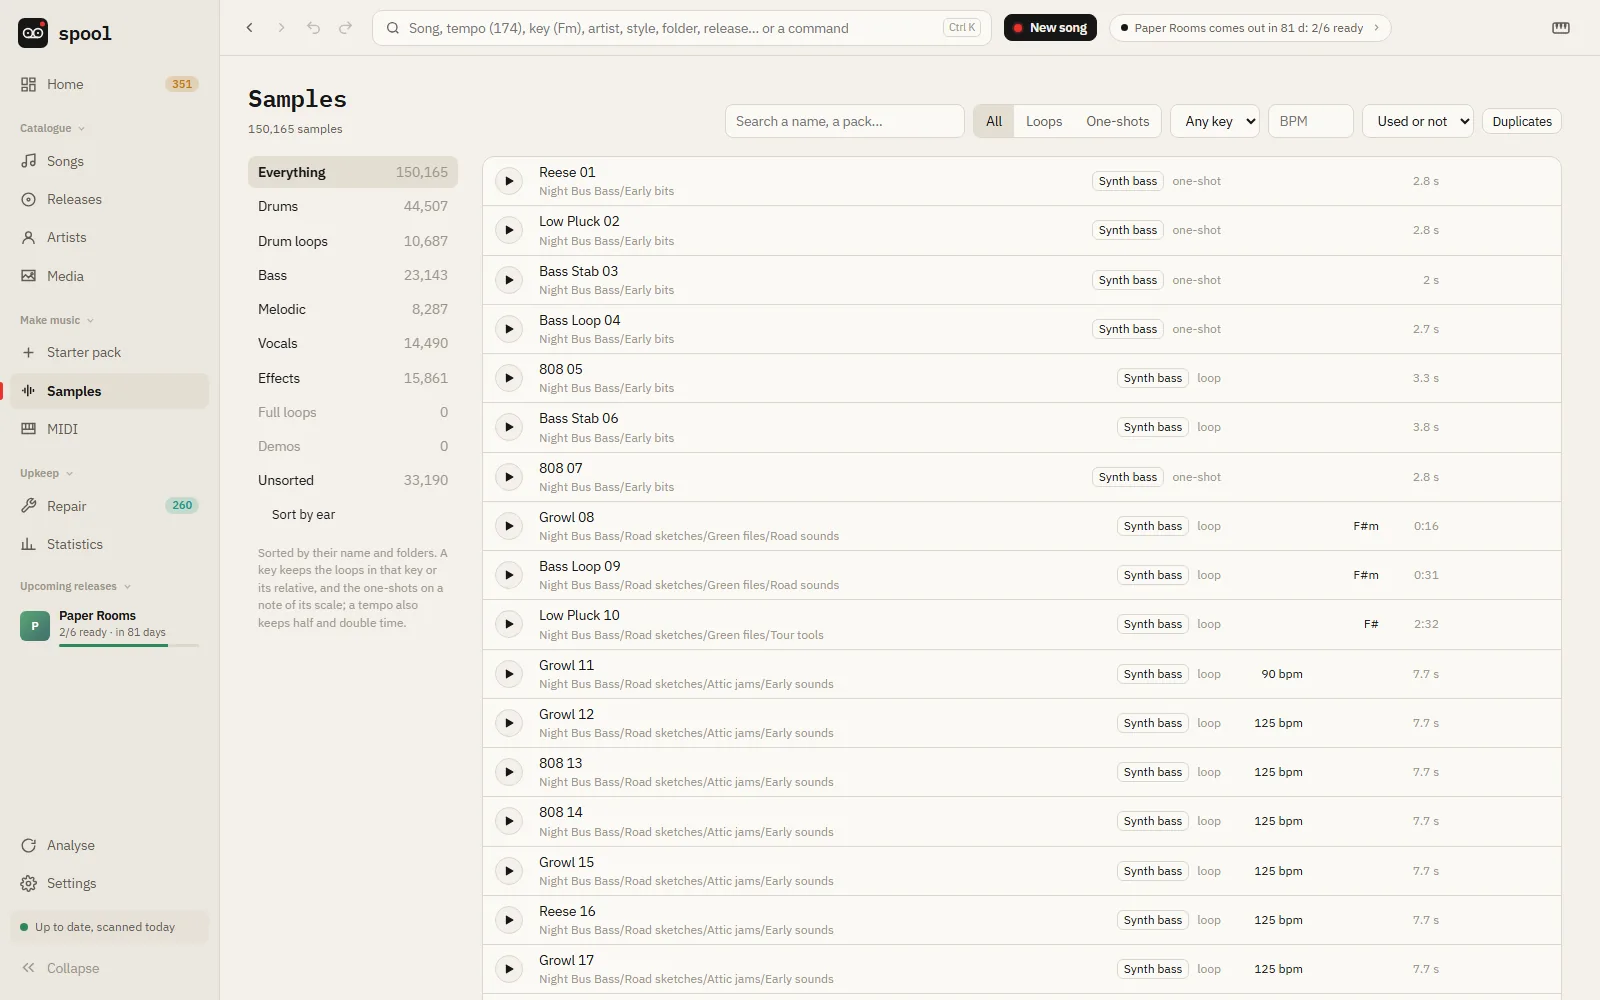 spool
Song, tempo (174), key (Fm), artist, style, folder, release... or a command
Ctrl K
New song
Paper Rooms comes out in 81 d: 2/6 ready
Home
351
Catalogue
Songs
Releases
Artists
Media
Make music
Starter pack
Samples
MIDI
Upkeep
Repair
260
Statistics
Upcoming releases
P
Paper Rooms
2/6 ready · in 81 days
Analyse
Settings
Up to date, scanned today
Collapse
Samples
150,165 samples
Search a name, a pack...
All
Loops
One-shots
Any key
BPM
Used or not
Duplicates
Everything 150,165
Drums 44,507
Drum loops 10,687
Bass 23,143
Melodic 8,287
Vocals 14,490
Effects 15,861
Full loops 0
Demos 0
Unsorted 33,190
Sort by ear
Sorted by their name and folders. A
key keeps the loops in that key or
its relative, and the one-shots on a
note of its scale; a tempo also
keeps half and double time.
Reese 01
Night Bus Bass/Early bits
Synth bass one-shot 2.8 s
Low Pluck 02
Night Bus Bass/Early bits
Synth bass one-shot 2.8 s
Bass Stab 03
Night Bus Bass/Early bits
Synth bass one-shot 2 s
Bass Loop 04
Night Bus Bass/Early bits
Synth bass one-shot 2.7 s
808 05
Night Bus Bass/Early bits
Synth bass loop 3.3 s
Bass Stab 06
Night Bus Bass/Early bits
Synth bass loop 3.8 s
808 07
Night Bus Bass/Early bits
Synth bass one-shot 2.8 s
Growl 08
Night Bus Bass/Road sketches/Green files/Road sounds
Synth bass loop F#m 0:16
Bass Loop 09
Night Bus Bass/Road sketches/Green files/Road sounds
Synth bass loop F#m 0:31
Low Pluck 10
Night Bus Bass/Road sketches/Green files/Tour tools
Synth bass loop F# 2:32
Growl 11
Night Bus Bass/Road sketches/Attic jams/Early sounds
Synth bass loop 90 bpm 7.7 s
Growl 12
Night Bus Bass/Road sketches/Attic jams/Early sounds
Synth bass loop 125 bpm 7.7 s
808 13
Night Bus Bass/Road sketches/Attic jams/Early sounds
Synth bass loop 125 bpm 7.7 s
808 14
Night Bus Bass/Road sketches/Attic jams/Early sounds
Synth bass loop 125 bpm 7.7 s
Growl 15
Night Bus Bass/Road sketches/Attic jams/Early sounds
Synth bass loop 125 bpm 7.7 s
Reese 16
Night Bus Bass/Road sketches/Attic jams/Early sounds
Synth bass loop 125 bpm 7.7 s
Growl 17
Night Bus Bass/Road sketches/Attic jams/Early sounds
Synth bass loop 125 bpm 7.7 s